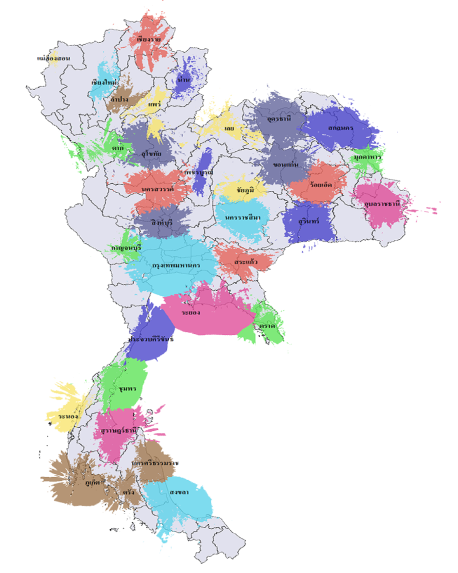 เชียงราย
แม่ฮ่องสอน
เชียงใหม่
น่าน
ลำปาง
แพร่
เลย
อุดรธานี
สกลนคร
ตาก
สุโขทัย
มุกดาหาร
ขอนแก่น
เพชรบูรณ์
นครสวรรค์
ชัยภูมิ
ร้อยเอ็ด
อุบลราชธานี
สิงห์บุรี
นครราชสีมา
สุรินทร์
กาญจนบุรี
กรุงเทพมหานคร
สระแก้ว
ระยอง
ตราด
ประจวบคีรีขันธ์
ชุมพร
ระนอง
สุราษฎร์ธานี
นครศรีธรรมราช
ภูเก็ต
ตรัง
สงขลา